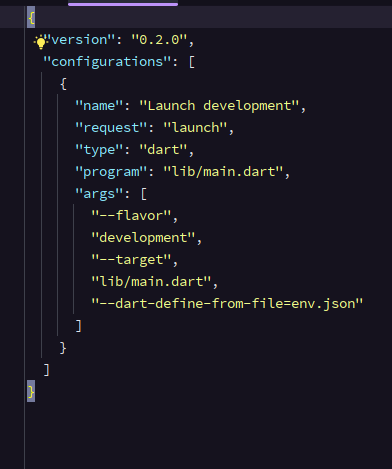 {
"version": "0.2.0",
"configurations": [
{
"name": "Launch development",
"request": "launch",
"type": "dart",
"program": "lib/main.dart",
"args": [
"--flavor",
"development",
"--target",
"lib/main.dart",
"--dart-define-from-file=env.json"
]
}
]
}